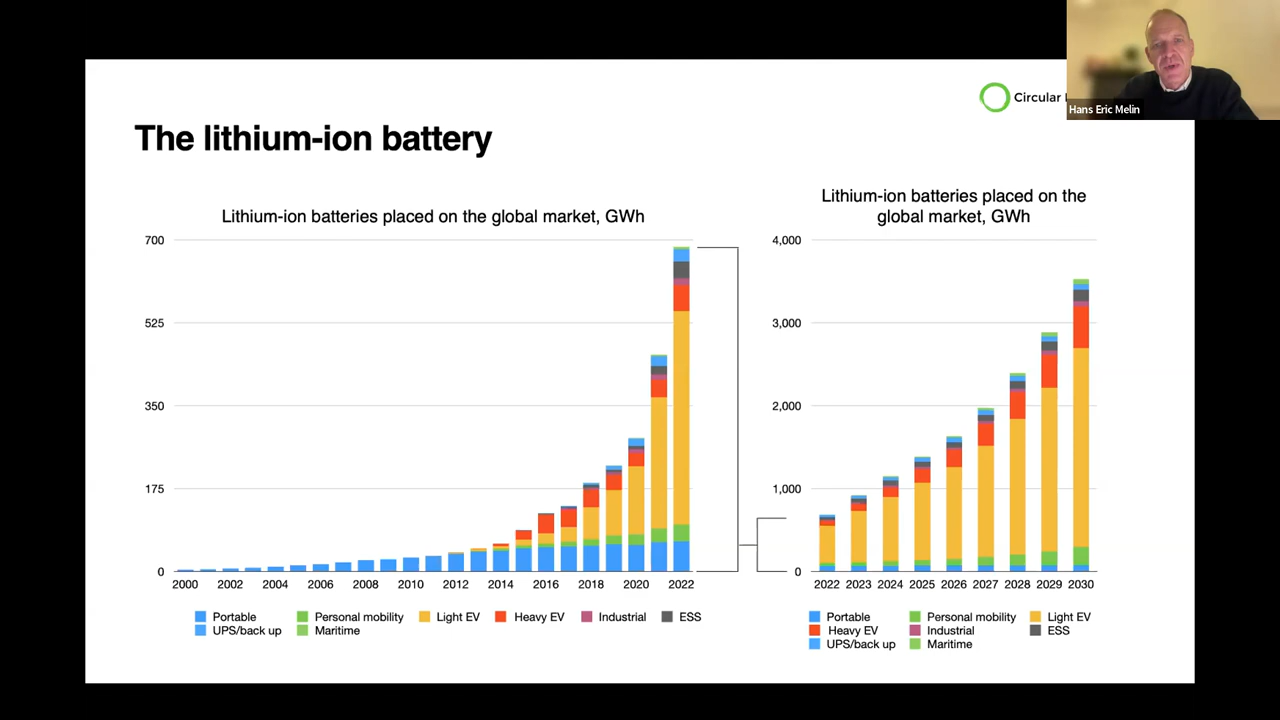 Circular
Hans Eric Melin
The lithium-ion battery
Lithium-ion batteries placed on the global market, GWh
700
525
350
175
0
2000 2002 2004 2006 2008 2010 2012 2014 2016 2018 2020 2022
Portable Personal mobility Light EV Heavy EV Industrial ESS
UPS/back up Maritime
Lithium-ion batteries placed on the
global market, GWh
4,000
3,000
2,000
1,000
0
2022 2023 2024 2025 2026 2027 2028 2029 2030
Portable Personal mobility Light EV
Heavy EV Industrial ESS
UPS/back up Maritime